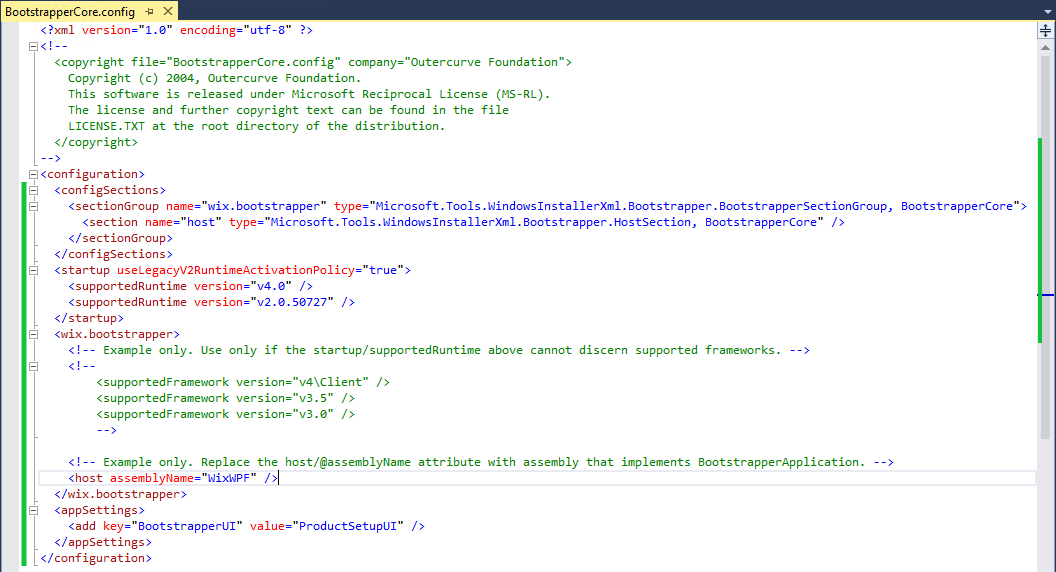 BootstrapperCore.config
<?xml version="1.0" encoding="utf-8" ?>
<!--
<copyright file="BootstrapperCore.config" company="Outercurve Foundation">
Copyright (c) 2004, Outercurve Foundation.
This software is released under Microsoft Reciprocal License (MS-RL).
The license and further copyright text can be found in the file
LICENSE.TXT at the root directory of the distribution.
</copyright>
-->
<configuration>
<configSections>
<sectionGroup name="wix.bootstrapper" type="Microsoft.Tools.WindowsInstallerXml.Bootstrapper.BootstrapperSectionGroup, BootstrapperCore">
<section name="host" type="Microsoft.Tools.WindowsInstallerXml.Bootstrapper.HostSection, BootstrapperCore" />
</sectionGroup>
</configSections>
<startup useLegacyV2RuntimeActivationPolicy="true">
<supportedRuntime version="v4.0" />
<supportedRuntime version="v2.0.50727" />
</startup>
<wix.bootstrapper>
<!-- Example only. Use only if the startup/supportedRuntime above cannot discern supported frameworks. -->
<!--
<supportedFramework version="v4\Client" />
<supportedFramework version="v3.5" />
<supportedFramework version="v3.0" />
-->
<!-- Example only. Replace the host/@assemblyName attribute with assembly that implements BootstrapperApplication. -->
<host assemblyName="WixWPF" />
</wix.bootstrapper>
<appSettings>
<add key="BootstrapperUI" value="ProductSetupUI" />
</appSettings>
</configuration>